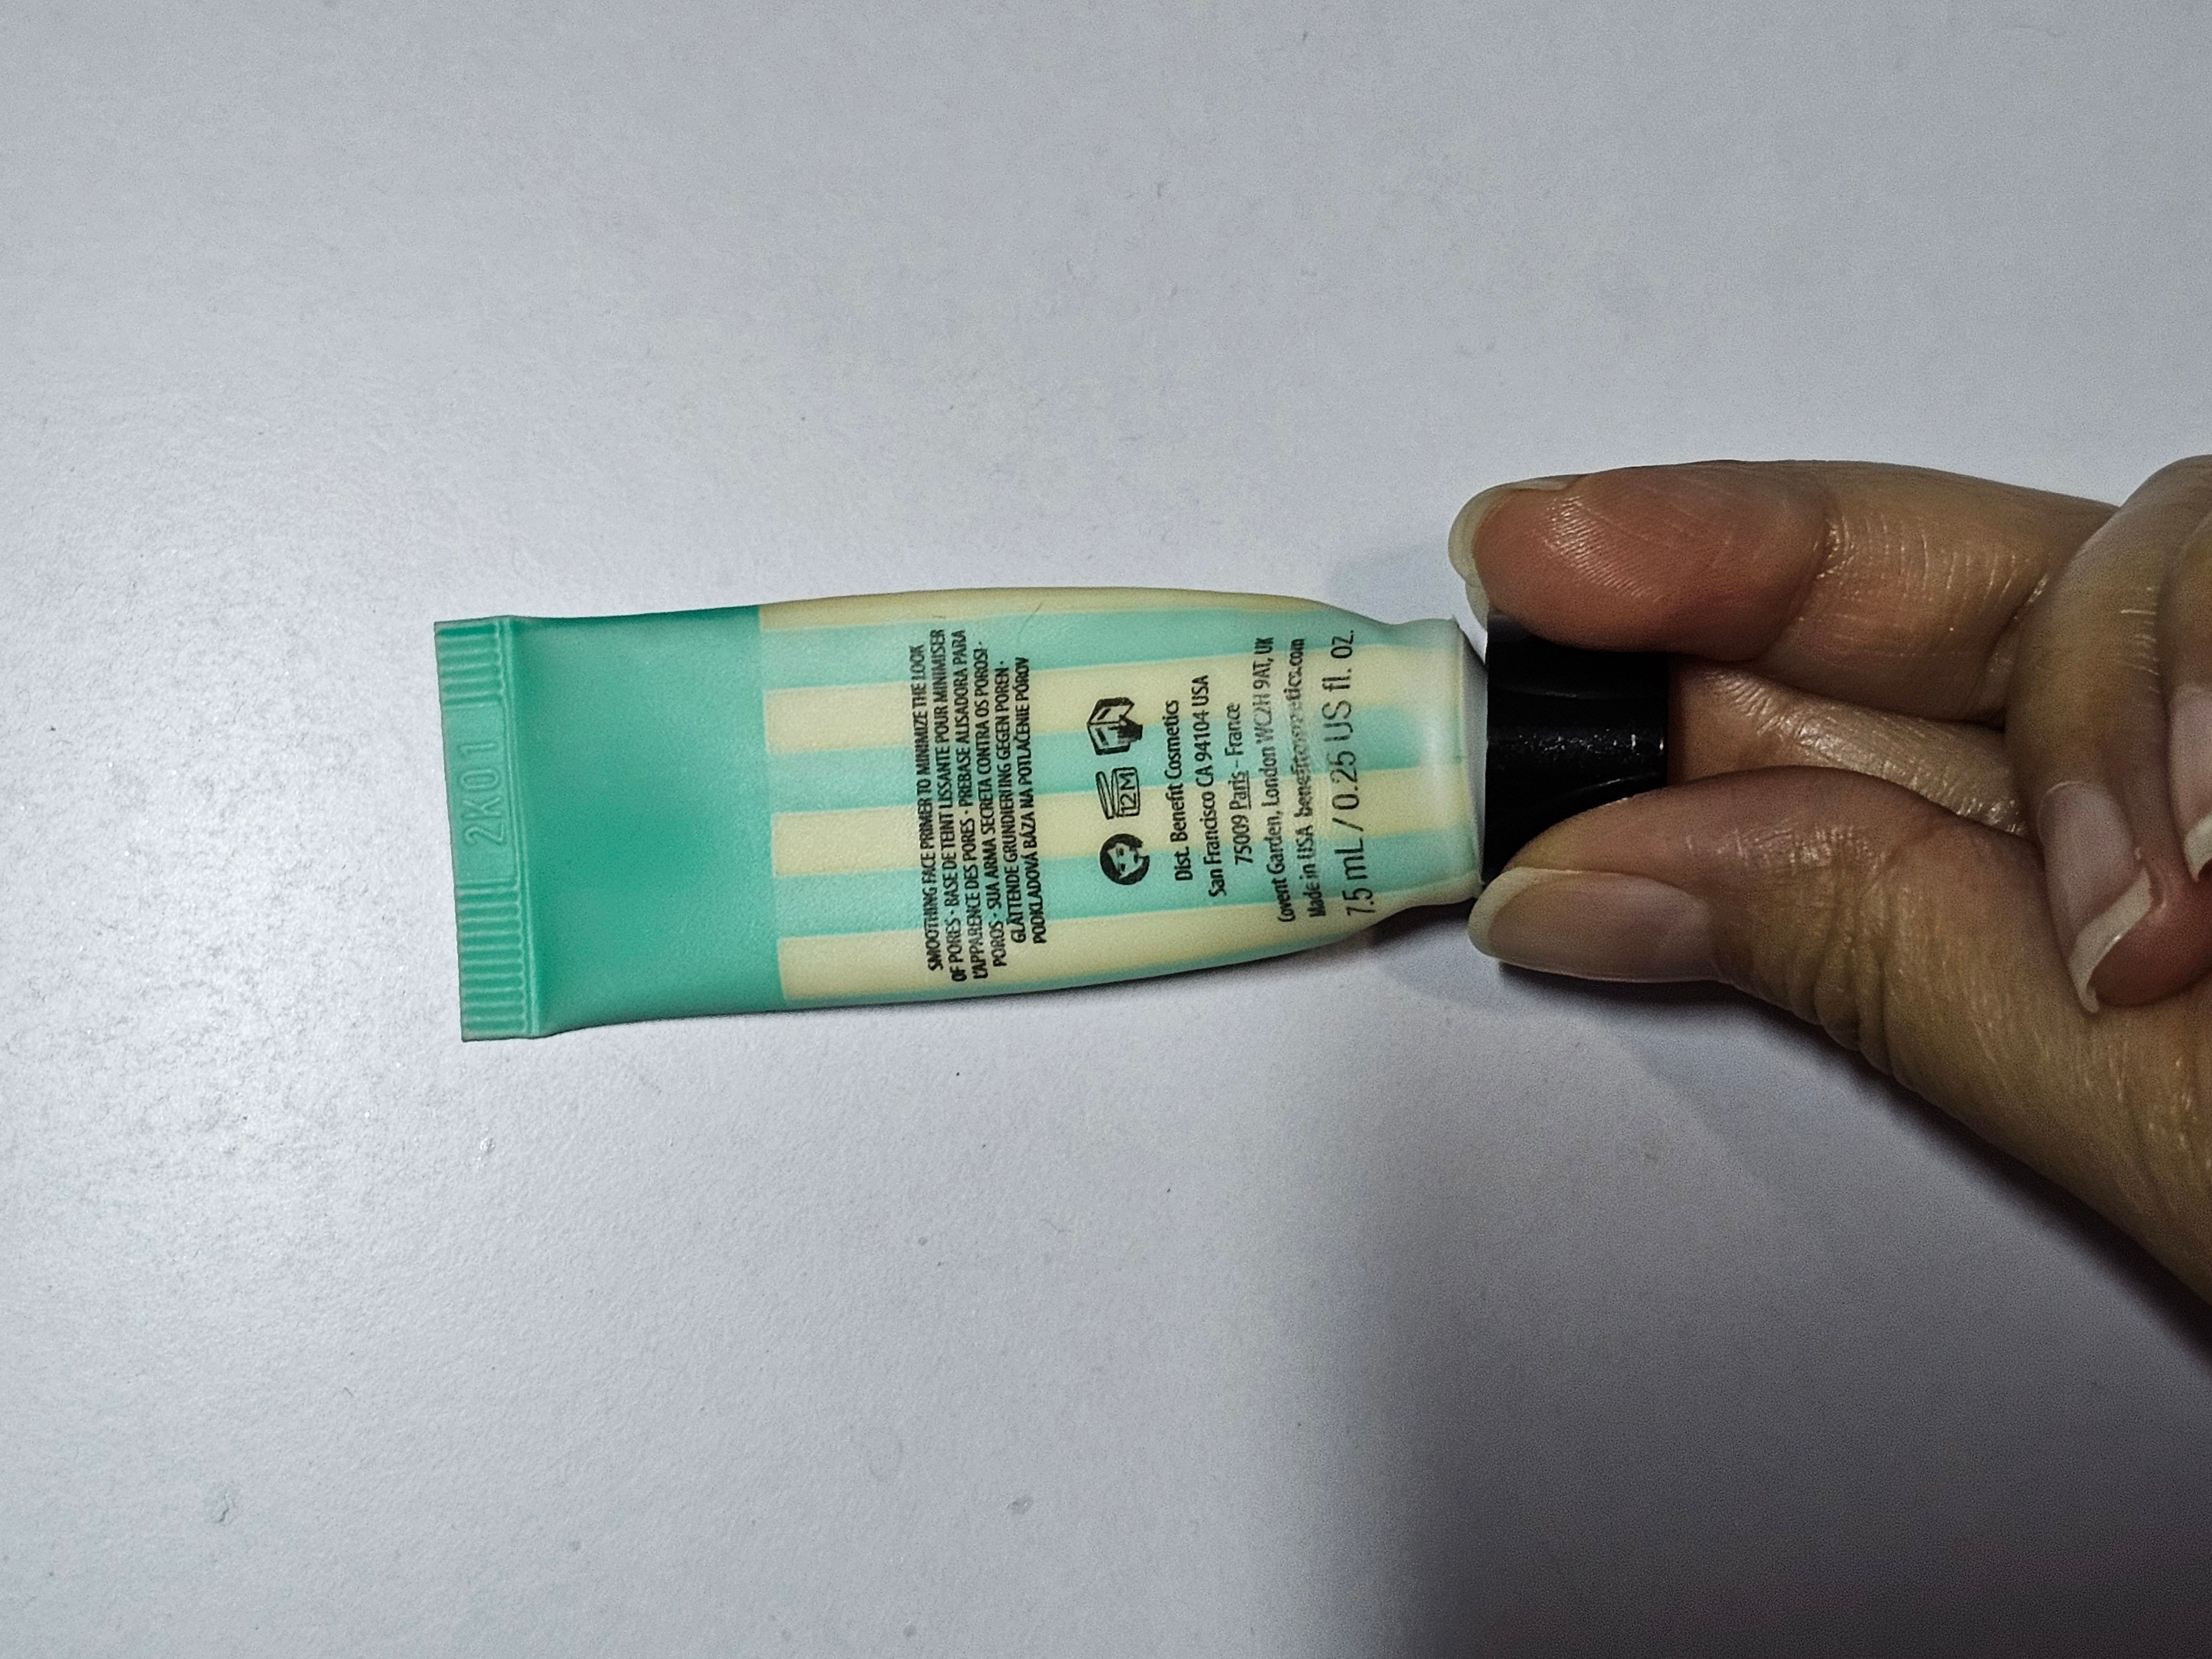 2K01
SMOOTHING FACE PRIMER TO MINIMIZE THE LOOK
OF PORES • BASE DE TEINT LISSANTE POUR MINIMISER
L'APPARENCE DES PORES • PREBASE ALISADORA PARA
POROS • SUA ARMA SECRETA CONTRA OS POROS! •
GLÄTTENDE GRUNDIERUNG GEGEN POREN •
PODKLADOVÁ BÁZA NA POTLAČENIE PÓROV
12M
Dist. Benefit Cosmetics
San Francisco CA 94104 USA
75009 Paris - France
Covent Garden, London WC2H 9AT, UK
Made in USA benefitcosmetics.com
7.5 mL / 0.25 US fl. oz.